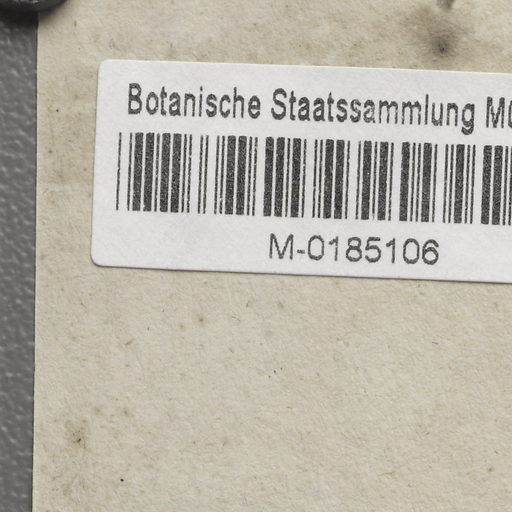 Botanische Staatssammlung
M-0185106